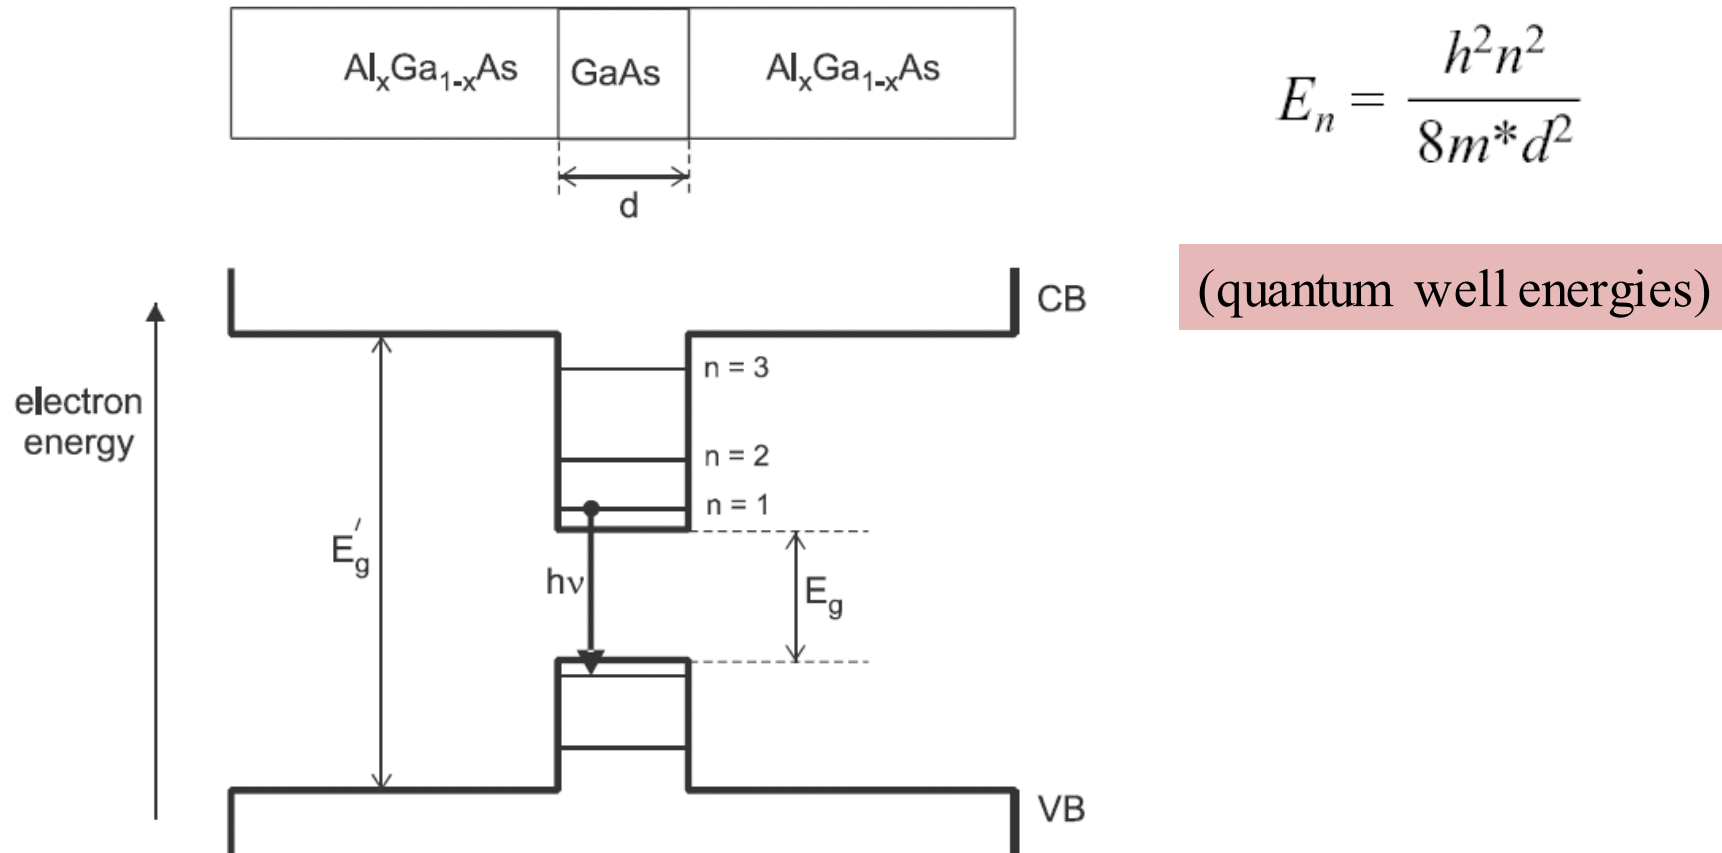 AlₓGa₁₋ₓAs
GaAs
AlₓGa₁₋ₓAs
d
Eₙ = h²n² / 8m*d²
(quantum well energies)
CB
electron
energy
n = 3
n = 2
n = 1
E′g
hν
Eg
VB